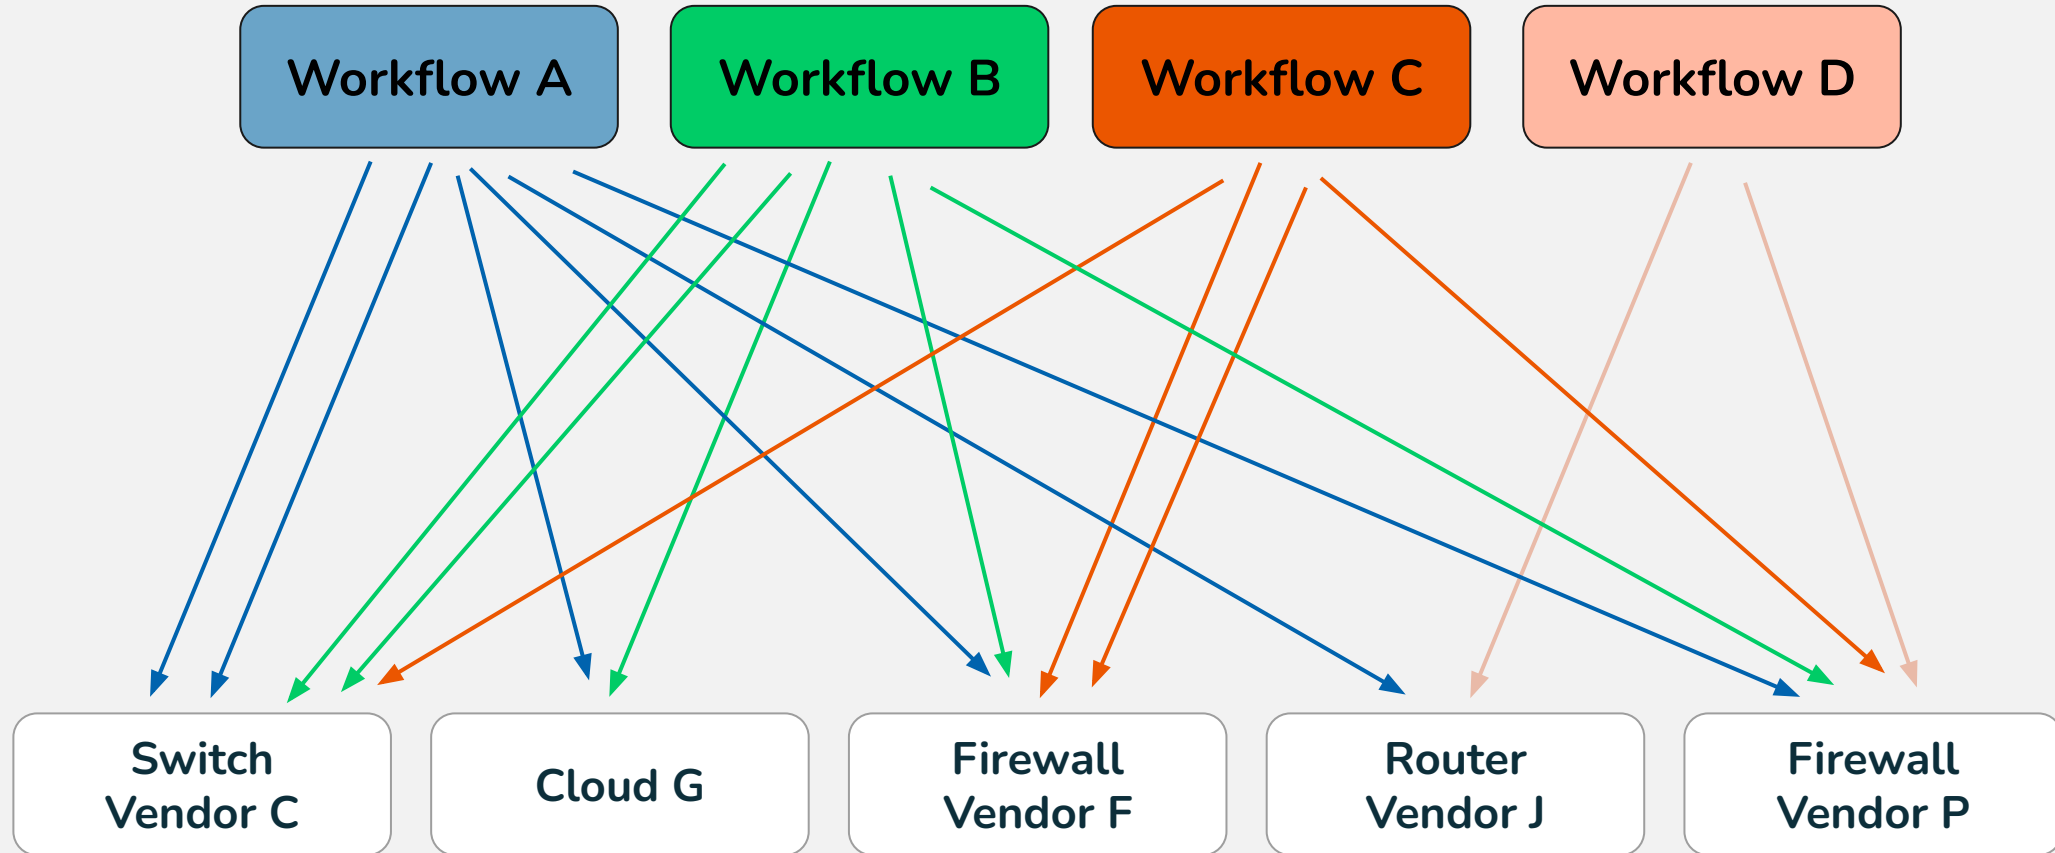 Workflow A
Workflow B
Workflow C
Workflow D
Switch
Vendor C
Cloud G
Firewall
Vendor F
Router
Vendor J
Firewall
Vendor P